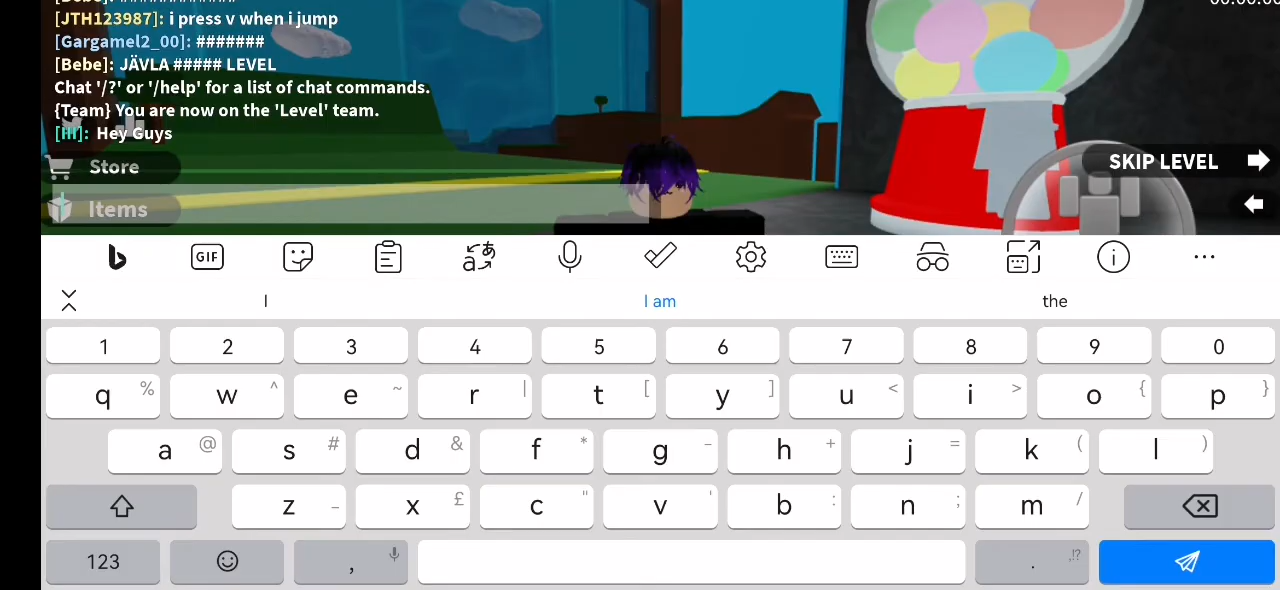 [JTH123987]: i press v when i jump
[Gargamel2_00]: #######
[Bebe]: JÄVLA ##### LEVEL
Chat '/?' or '/help' for a list of chat commands.
{Team} You are now on the 'Level' team.
Hey Guys
Store
SKIP LEVEL
Items
GIF
I
I am
the
1 2 3 4 5 6 7 8 9 0
q % w ^ e ~ r | t [ y ] u < i > o { p }
a @ s # d & f * g - h + j = k ( l )
z _ x £ c " v ' b : n ; m /
123 , . ,!?